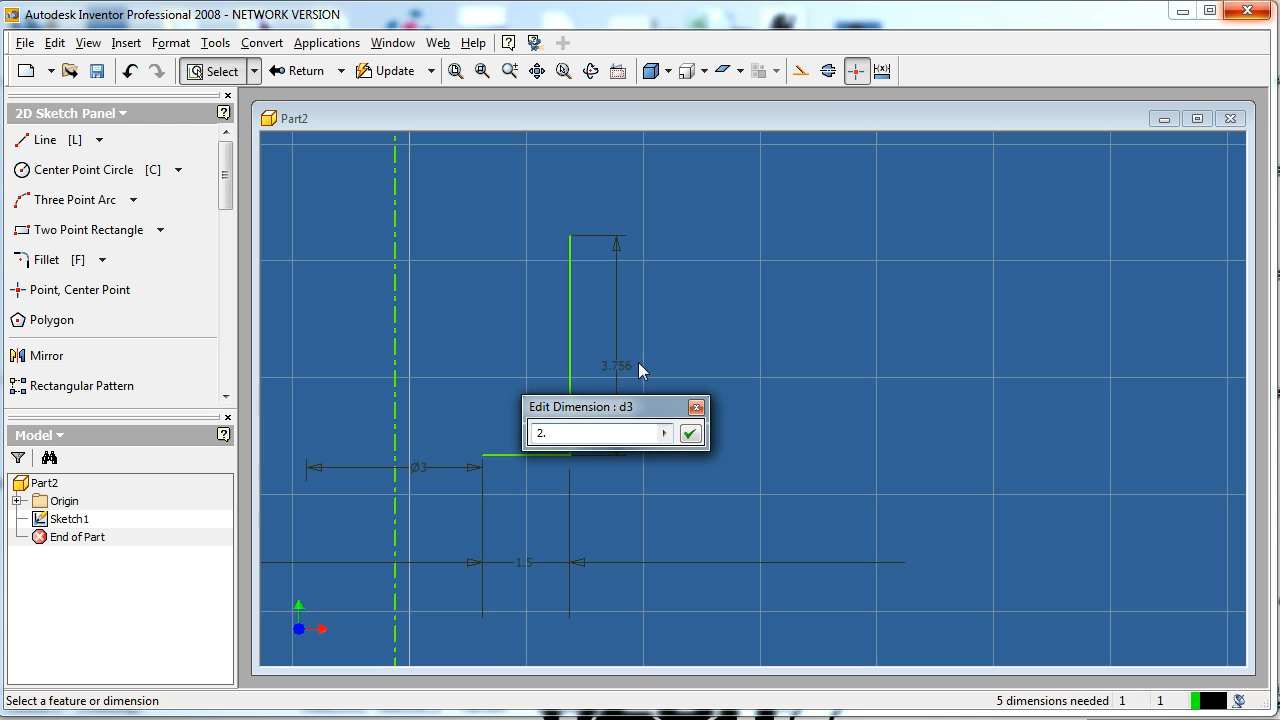 Autodesk Inventor Professional 2008 - NETWORK VERSION
File Edit View Insert Format Tools Convert Applications Window Web Help
Select Return Update
2D Sketch Panel
Part2
Line [L]
Center Point Circle [C]
Three Point Arc
Two Point Rectangle
Fillet [F]
Point, Center Point
Polygon
Mirror
Rectangular Pattern
3.756
Edit Dimension : d3
2.
Model
Ø3
Part2
Origin
Sketch1
End of Part
1.5
Select a feature or dimension
5 dimensions needed 1 1